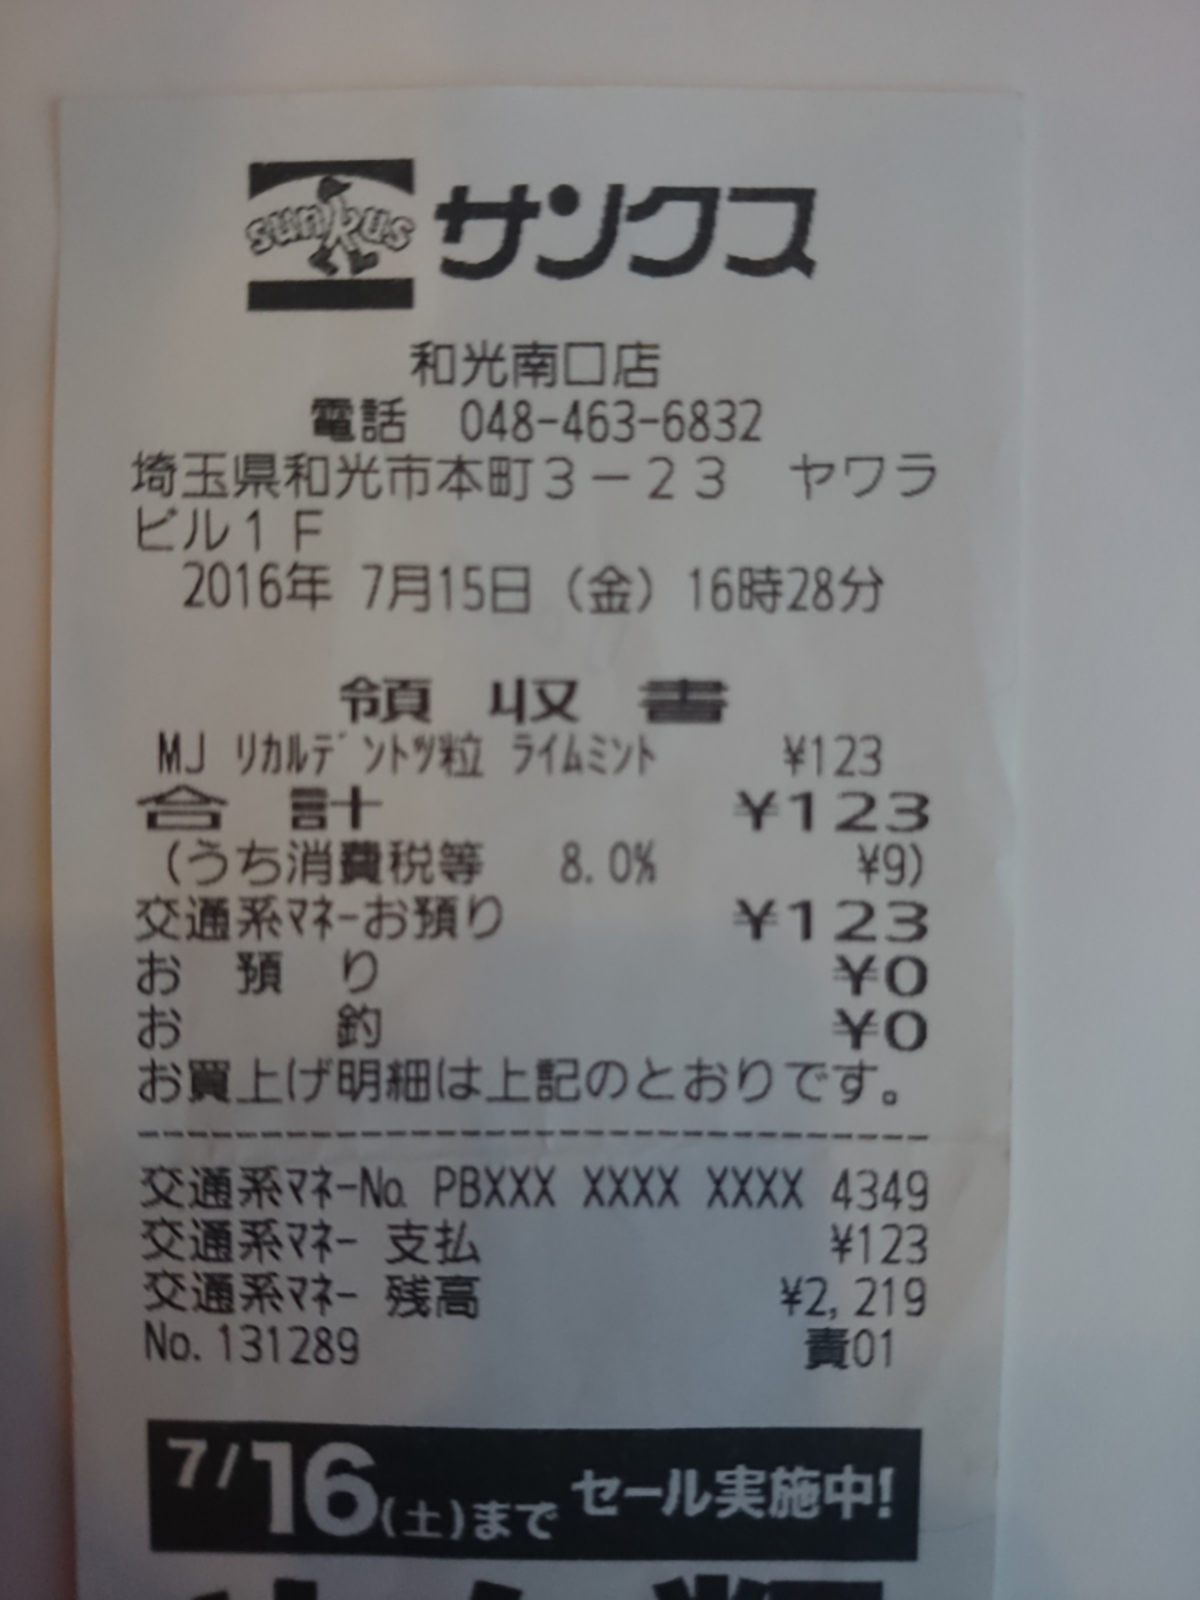 sunkus サンクス
和光南口店
電話 048-463-6832
埼玉県和光市本町3-23 ヤワラ
ビル1F
2016年 7月15日(金)16時28分
領収書
MJ リカルデントツ粒 ライムミント ¥123
合計 ¥123
(うち消費税等 8.0% ¥9)
交通系マネーお預り ¥123
お預り ¥0
お釣 ¥0
お買上げ明細は上記のとおりです。
交通系マネーNo. PBXXX XXXX XXXX 4349
交通系マネー 支払 ¥123
交通系マネー 残高 ¥2,219
No.131289 責01
7/16(土)まで セール実施中!